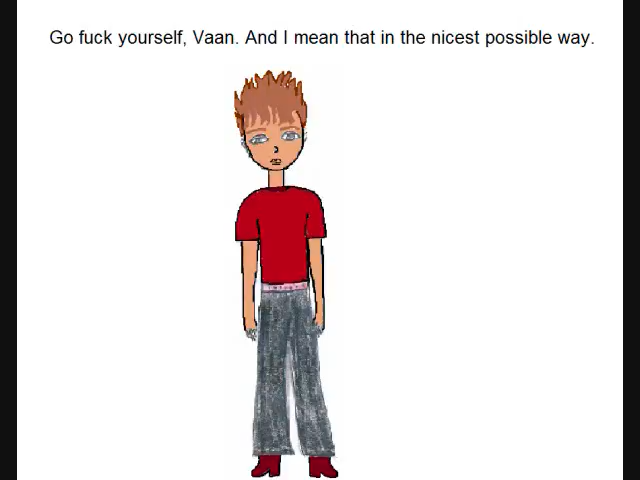 Go fuck yourself, Vaan. And I mean that in the nicest possible way.